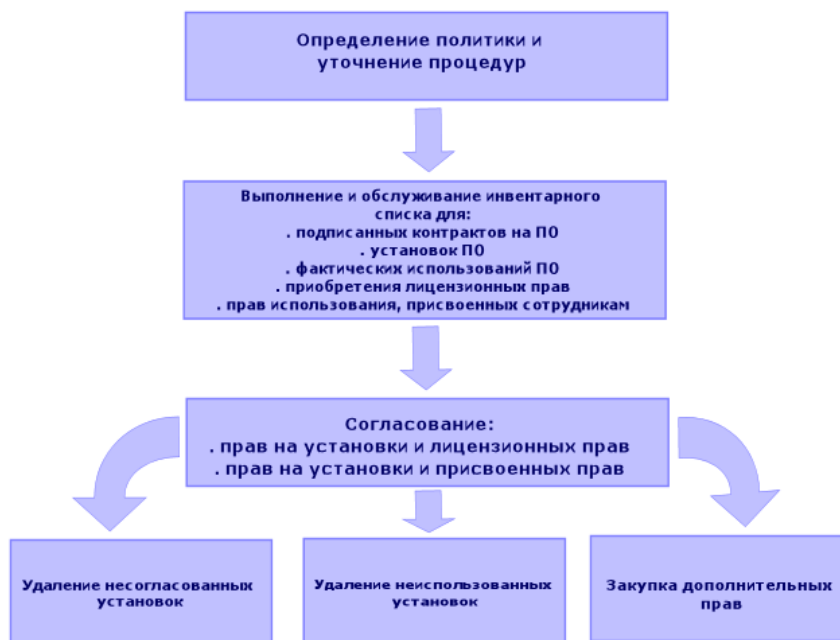 Определение политики и
уточнение процедур
Выполнение и обслуживание инвентарного
списка для:
. подписанных контрактов на ПО
. установок ПО
. фактических использований ПО
. приобретения лицензионных прав
. прав использования, присвоенных сотрудникам
Согласование:
. прав на установки и лицензионных прав
. прав на установки и присвоенных прав
Удаление несогласованных
установок
Удаление неиспользованных
установок
Закупка дополнительных
прав